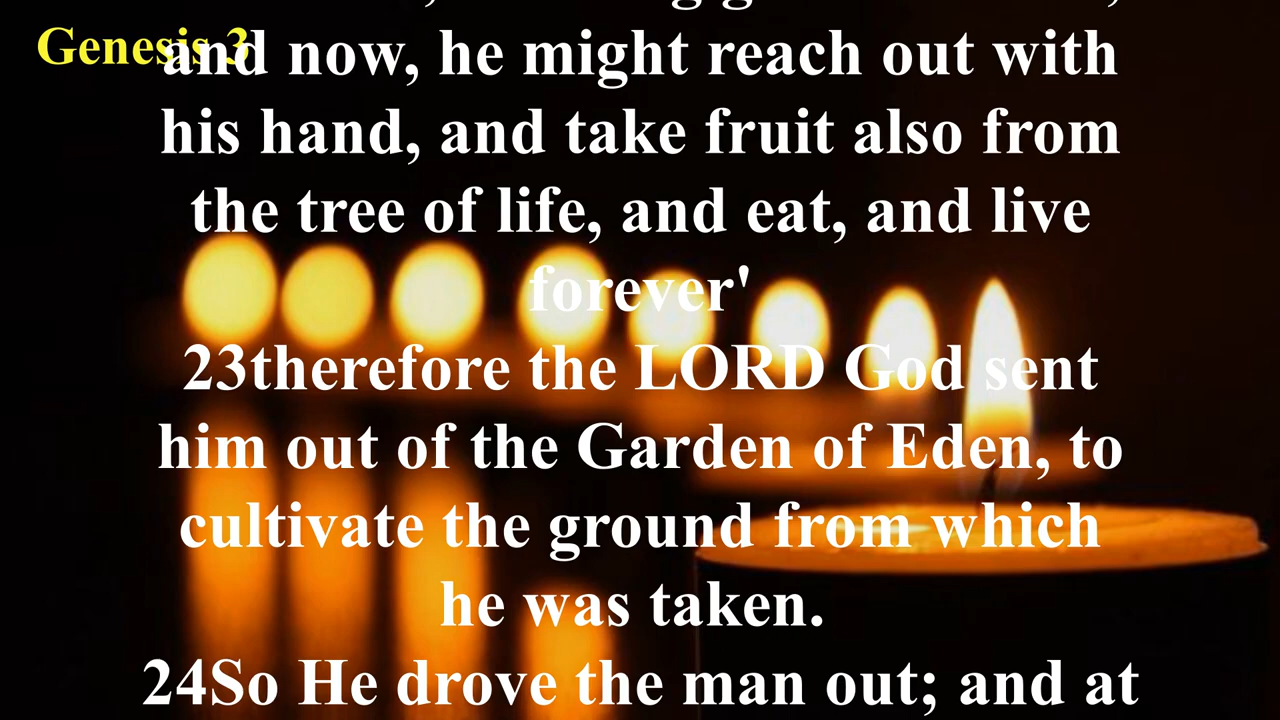 Genesis 3
and now, he might reach out with
his hand, and take fruit also from
the tree of life, and eat, and live
forever'
23therefore the LORD God sent
him out of the Garden of Eden, to
cultivate the ground from which
he was taken.
24So He drove the man out; and at